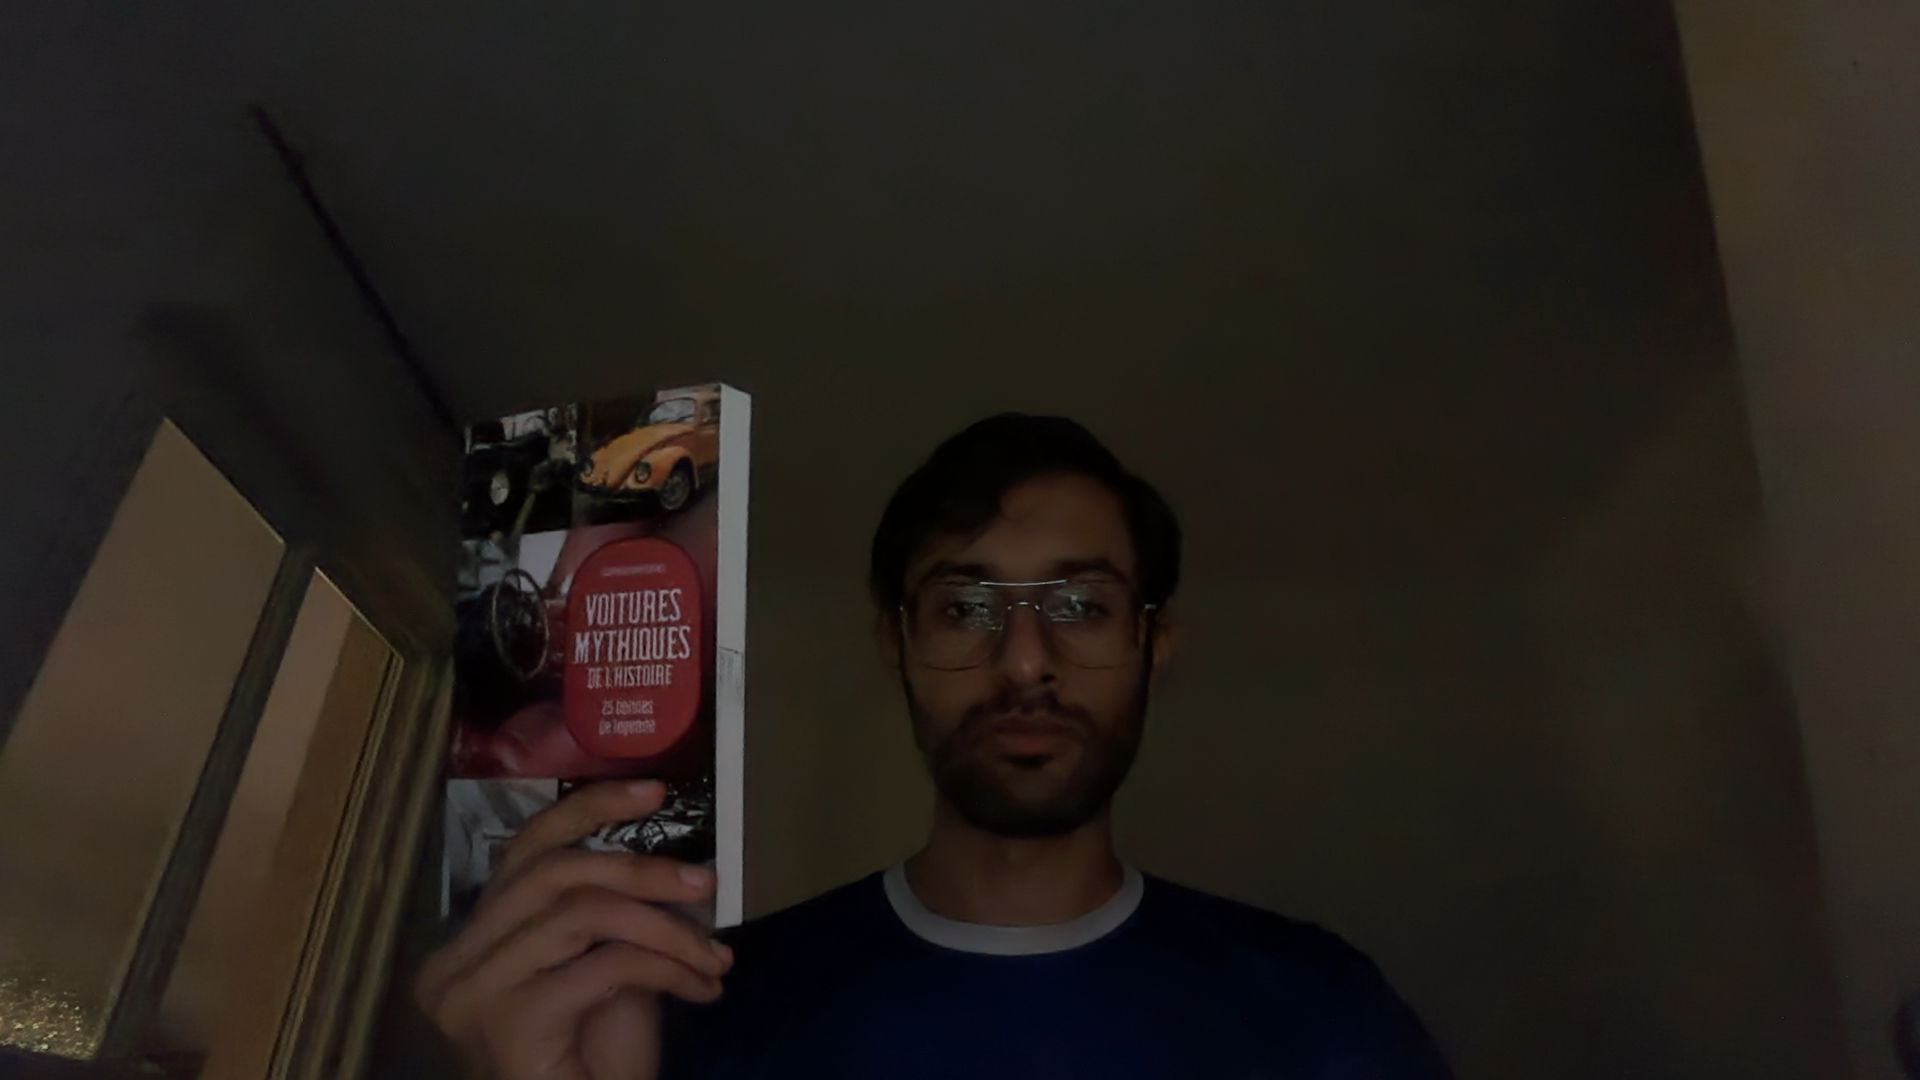 VOITURES
MYTHIQUES
DE L'HISTOIRE
25 bolides
de légende